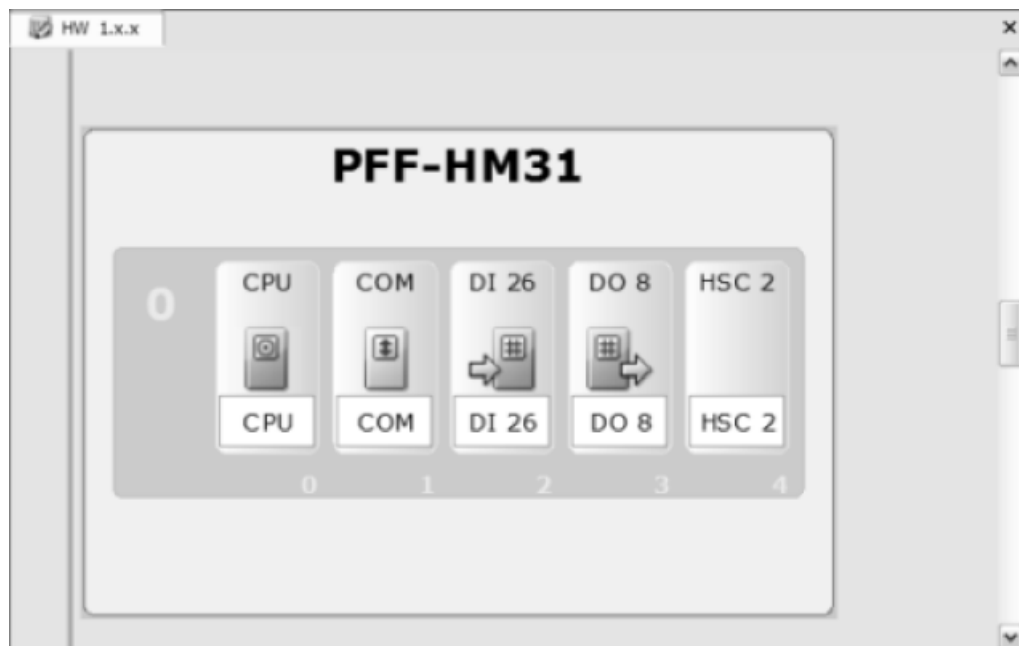 HW 1.x.x
PFF-HM31
0
CPU COM DI 26 DO 8 HSC 2
CPU COM DI 26 DO 8 HSC 2
0 1 2 3 4